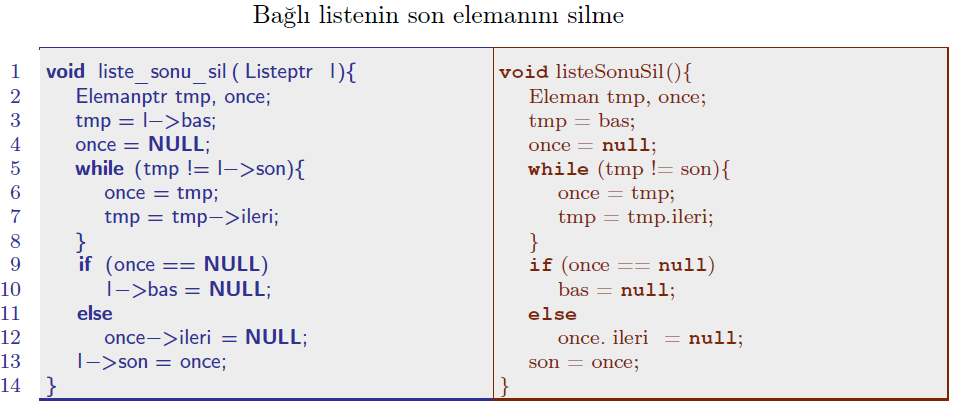 Bağlı listenin son elemanını silme
1 void liste_sonu_sil ( Listeptr l){
2 Elemanptr tmp, once;
3 tmp = l−>bas;
4 once = NULL;
5 while (tmp != l−>son){
6 once = tmp;
7 tmp = tmp−>ileri;
8 }
9 if (once == NULL)
10 l−>bas = NULL;
11 else
12 once−>ileri = NULL;
13 l−>son = once;
14 }
void listeSonuSil(){
Eleman tmp, once;
tmp = bas;
once = null;
while (tmp != son){
once = tmp;
tmp = tmp.ileri;
}
if (once == null)
bas = null;
else
once. ileri = null;
son = once;
}